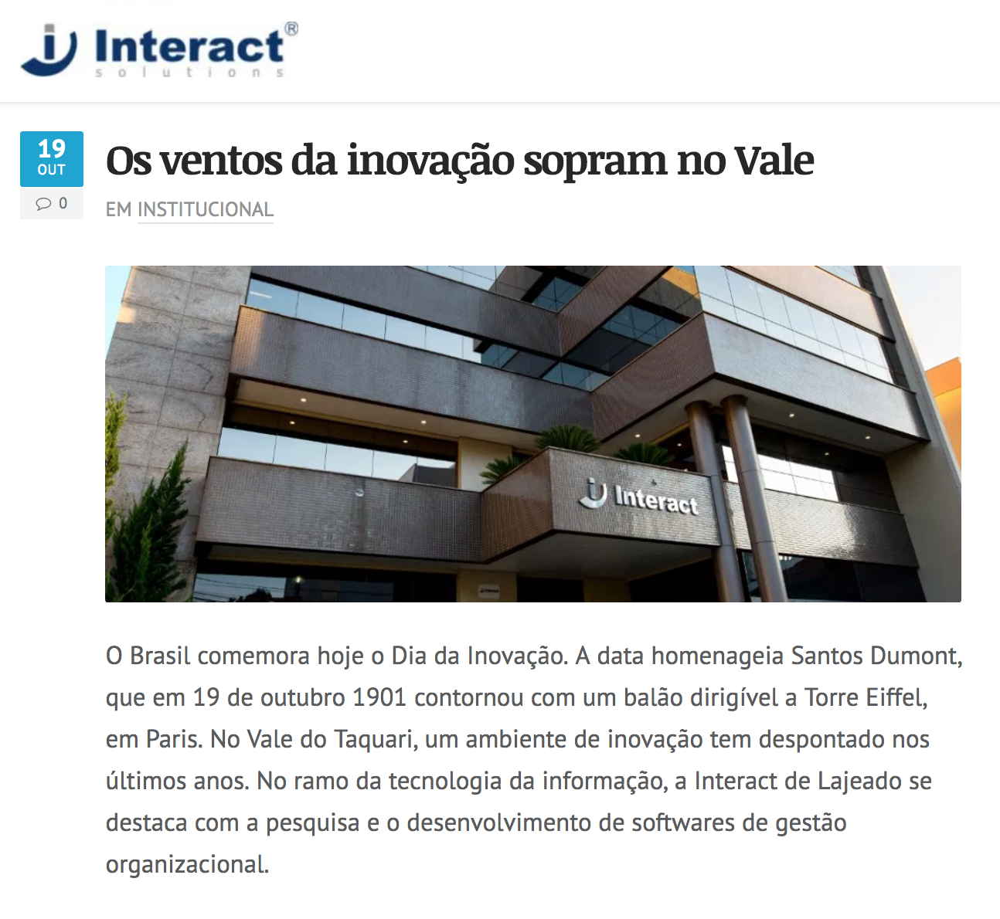 Interact®
solutions
19
OUT
0
Os ventos da inovação sopram no Vale
EM INSTITUCIONAL
Interact
O Brasil comemora hoje o Dia da Inovação. A data homenageia Santos Dumont,
que em 19 de outubro 1901 contornou com um balão dirigível a Torre Eiffel,
em Paris. No Vale do Taquari, um ambiente de inovação tem despontado nos
últimos anos. No ramo da tecnologia da informação, a Interact de Lajeado se
destaca com a pesquisa e o desenvolvimento de softwares de gestão
organizacional.